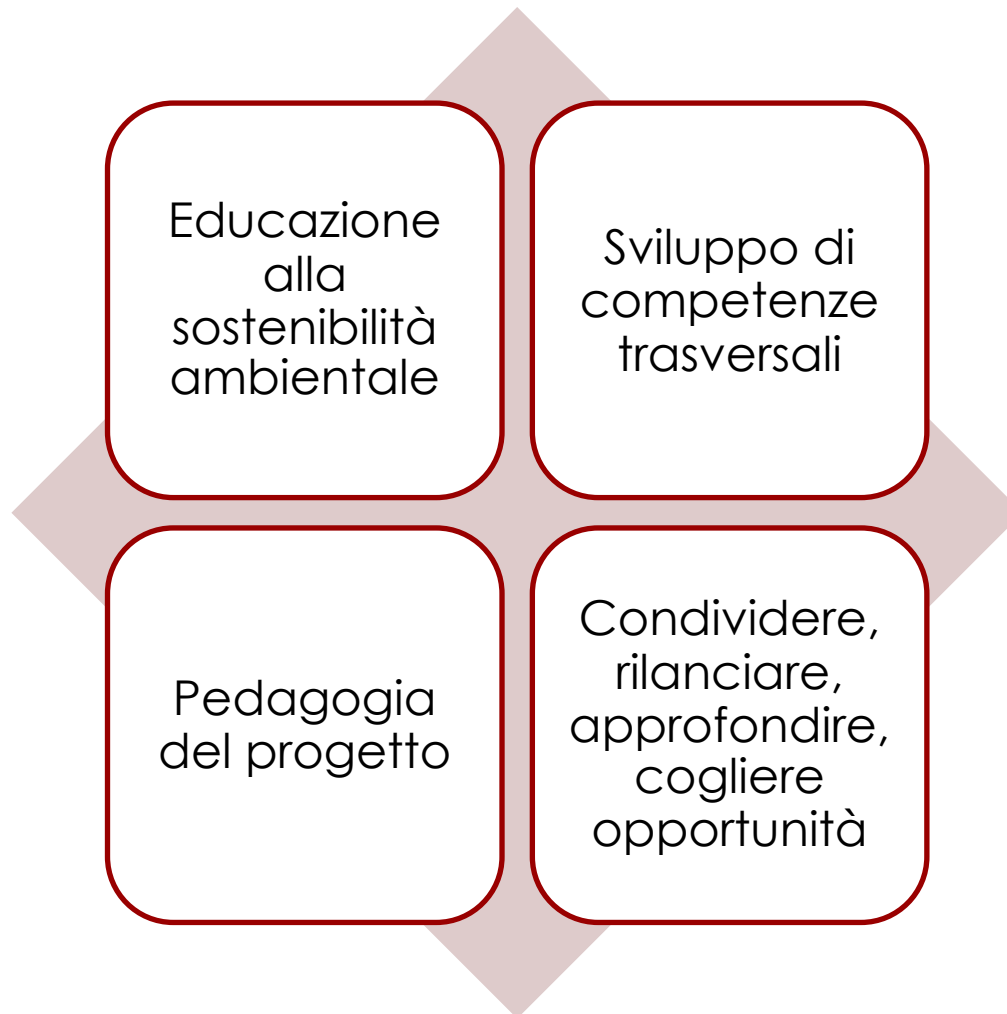 Educazione
alla
sostenibilità
ambientale
Sviluppo di
competenze
trasversali
Pedagogia
del progetto
Condividere,
rilanciare,
approfondire,
cogliere
opportunità